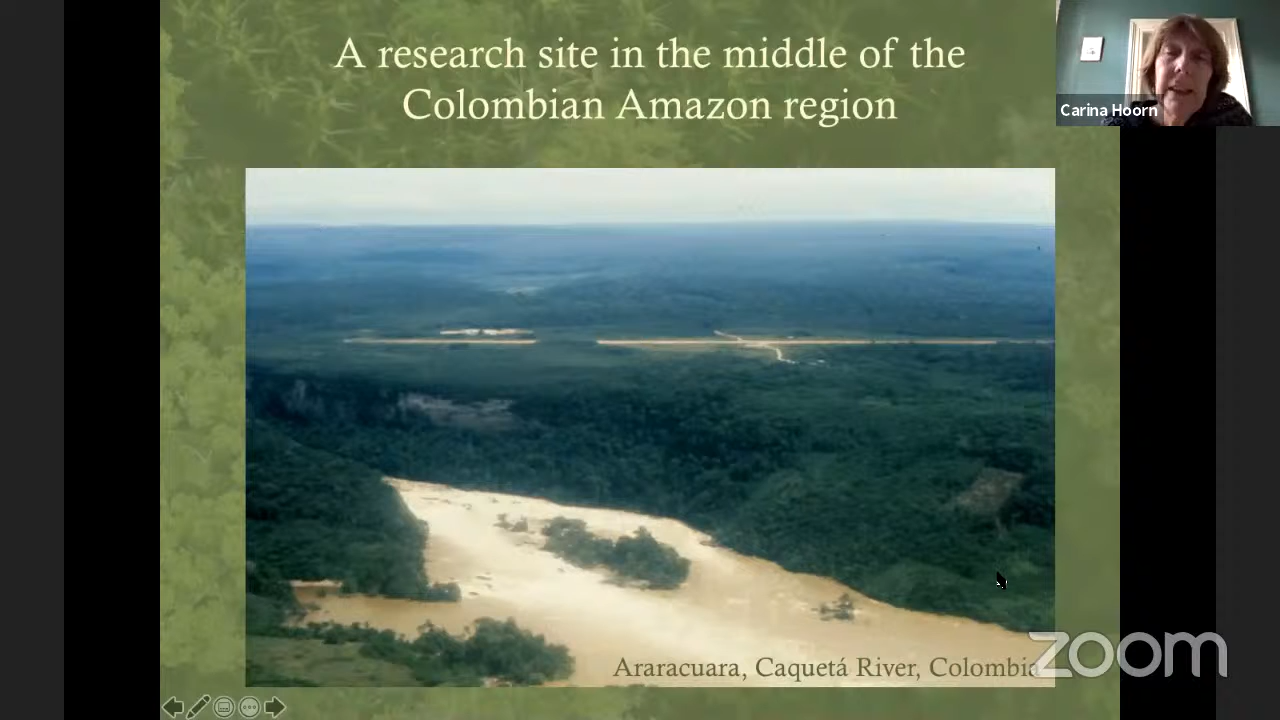 A research site in the middle of the
Colombian Amazon region
Carina Hoorn
Araracuara, Caquetá River, Colombia
zoom